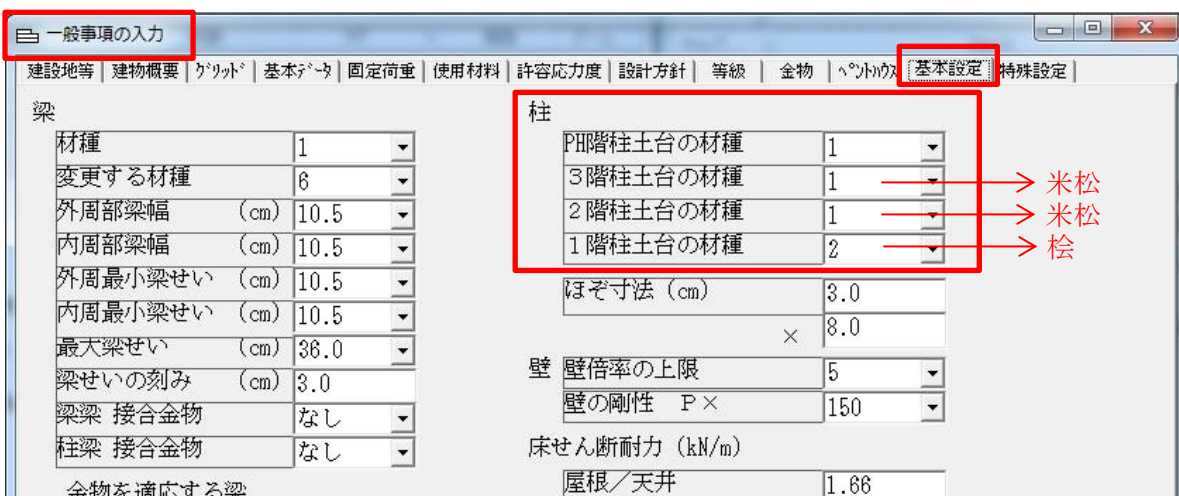 一般事項の入力
建設地等 建物概要 ｸﾞﾘｯﾄﾞ 基本ﾃﾞｰﾀ 固定荷重 使用材料 許容応力度 設計方針 等級 金物 ﾍﾟﾝﾄﾊｳｽ 基本設定 特殊設定
梁
材種 1
変更する材種 6
外周部梁幅 (cm) 10.5
内周部梁幅 (cm) 10.5
外周最小梁せい (cm) 10.5
内周最小梁せい (cm) 10.5
最大梁せい (cm) 36.0
梁せいの刻み (cm) 3.0
梁梁 接合金物 なし
柱梁 接合金物 なし
金物を適応する梁
柱
PH階柱土台の材種 1
３階柱土台の材種 1 米松
２階柱土台の材種 1 米松
１階柱土台の材種 2 桧
ほぞ寸法 (cm) 3.0
× 8.0
壁 壁倍率の上限 5
壁の剛性 Ｐ× 150
床せん断耐力 (kN/m)
屋根／天井 1.66